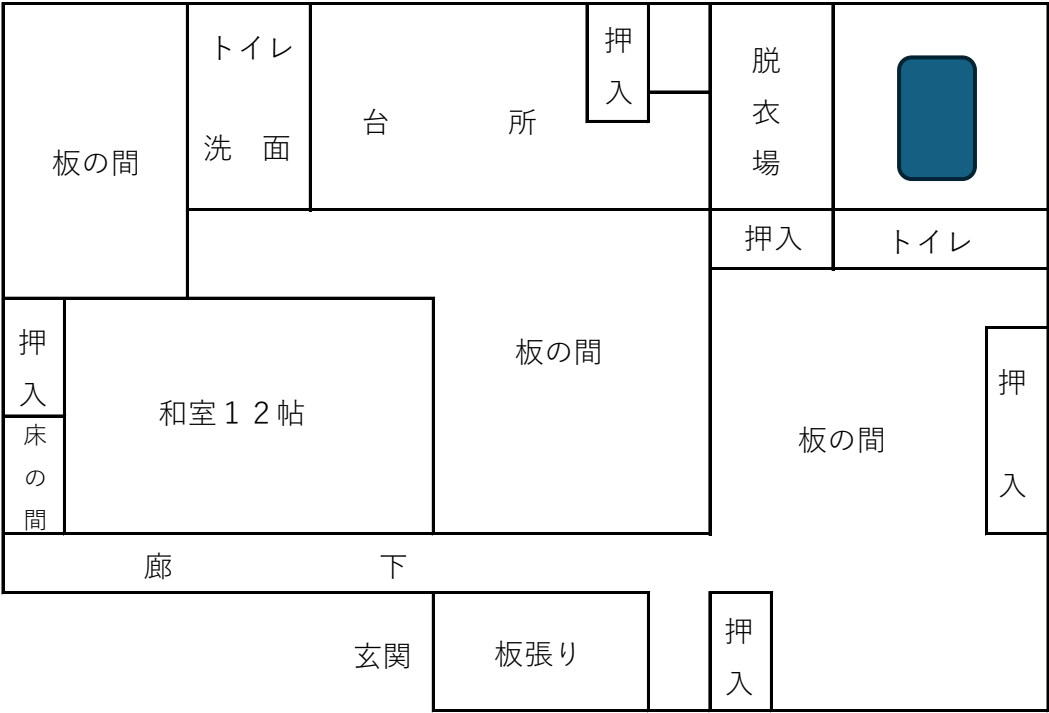 トイレ
洗　面
板の間
台　　　　所
押入
脱衣場
押入
トイレ
押入
床の間
和室１２帖
板の間
板の間
押入
廊　　　　　　　下
玄関
板張り
押入